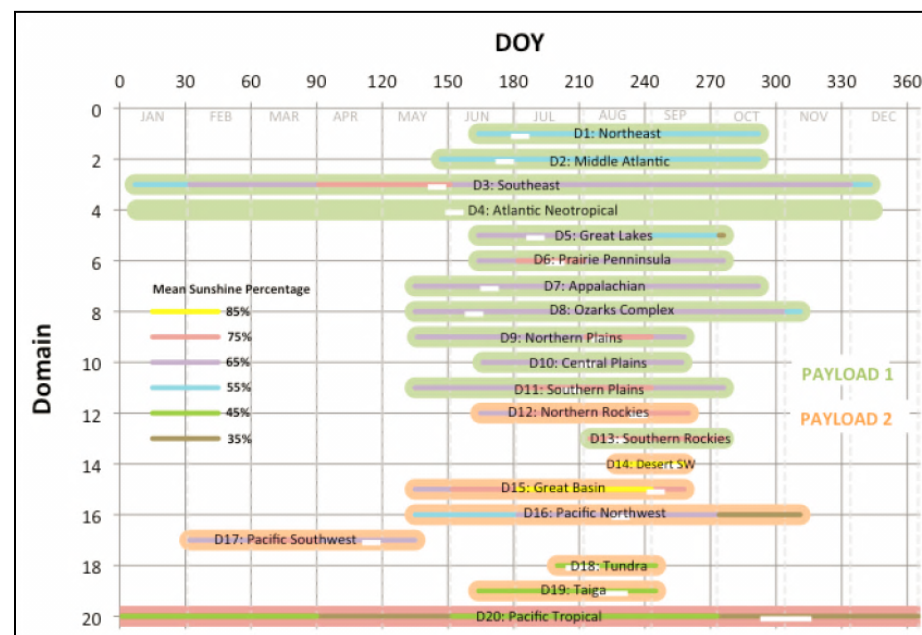 DOY
0 30 60 90 120 150 180 210 240 270 300 330 360
0
JAN FEB MAR APR MAY JUN JUL AUG SEP OCT NOV DEC
D1: Northeast
2
D2: Middle Atlantic
D3: Southeast
4
D4: Atlantic Neotropical
D5: Great Lakes
6
D6: Prairie Penninsula
D7: Appalachian
Mean Sunshine Percentage
8
85%
D8: Ozarks Complex
75%
D9: Northern Plains
10
65%
D10: Central Plains
PAYLOAD 1
55%
D11: Southern Plains
12
45%
D12: Northern Rockies
PAYLOAD 2
35%
D13: Southern Rockies
14
D14: Desert SW
D15: Great Basin
16
D16: Pacific Northwest
D17: Pacific Southwest
18
D18: Tundra
D19: Taiga
20
D20: Pacific Tropical
Domain